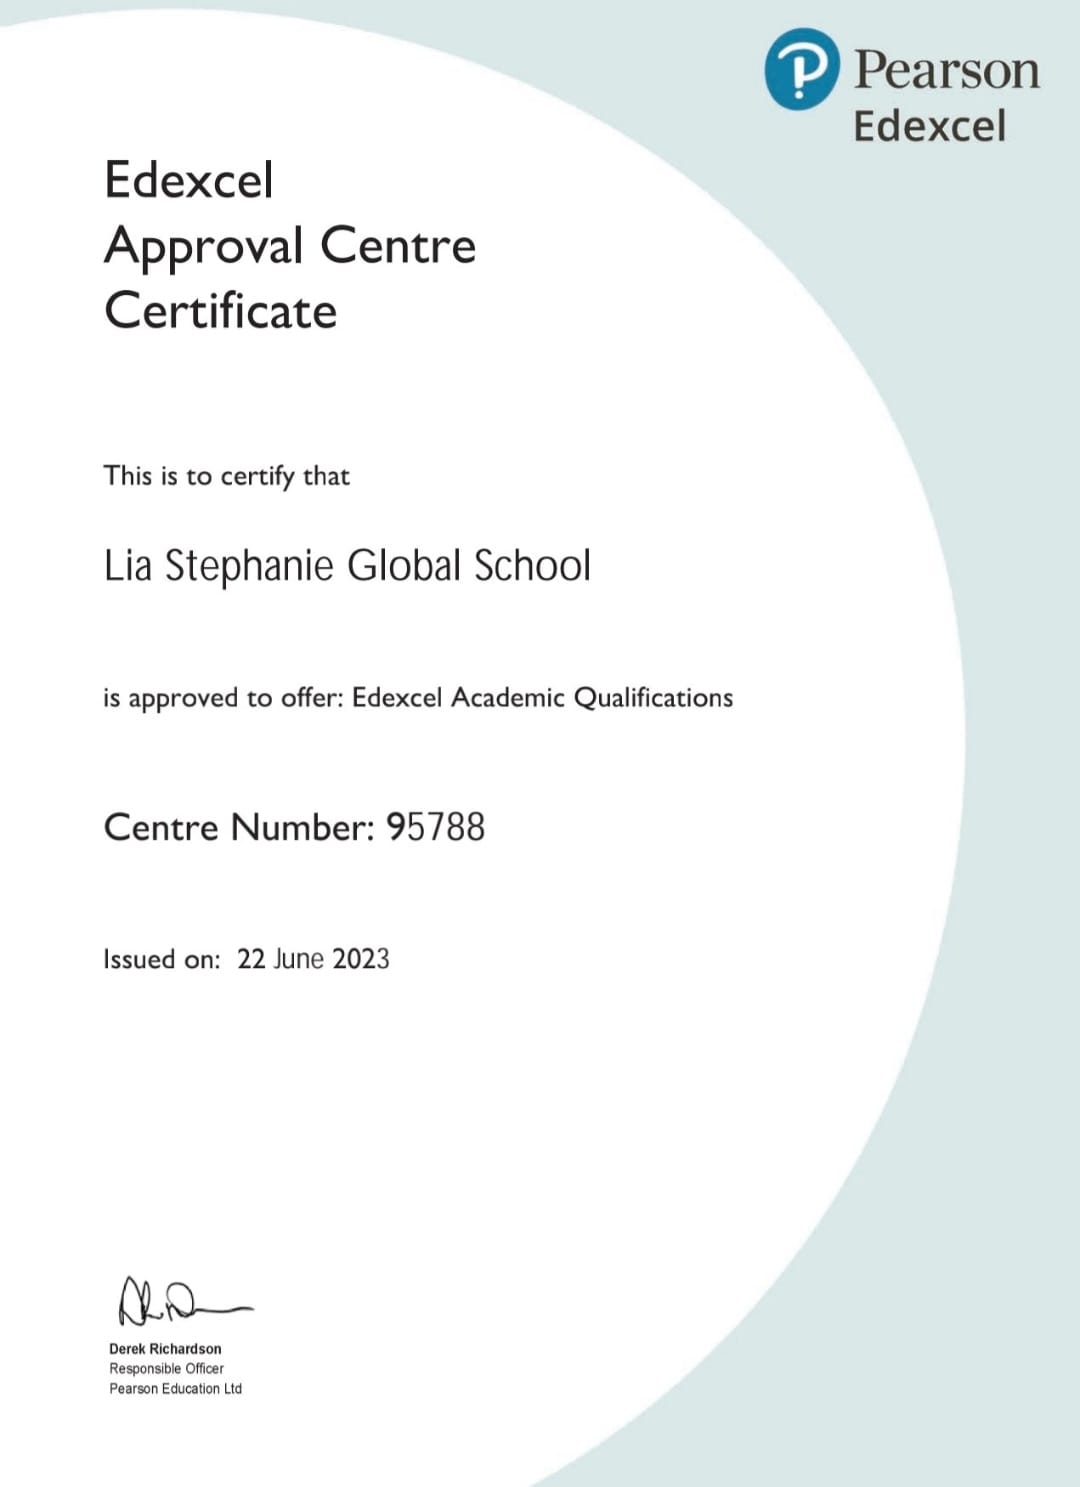 Pearson
Edexcel
Edexcel
Approval Centre
Certificate
This is to certify that
Lia Stephanie Global School
is approved to offer: Edexcel Academic Qualifications
Centre Number: 95788
Issued on: 22 June 2023
Derek Richardson
Responsible Officer
Pearson Education Ltd